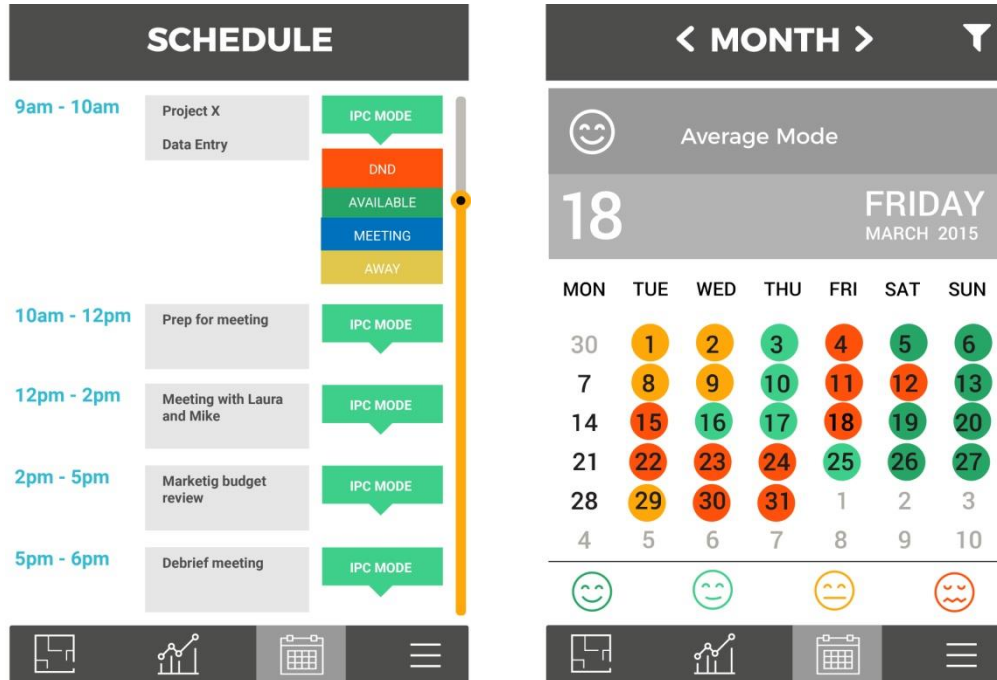 SCHEDULE
9am - 10am
Project X
Data Entry
IPC MODE
DND
AVAILABLE
MEETING
AWAY
10am - 12pm
Prep for meeting
IPC MODE
12pm - 2pm
Meeting with Laura
and Mike
IPC MODE
2pm - 5pm
Marketig budget
review
IPC MODE
5pm - 6pm
Debrief meeting
IPC MODE
< MONTH >
Average Mode
18
FRIDAY
MARCH 2015
MON TUE WED THU FRI SAT SUN
30 1 2 3 4 5 6
7 8 9 10 11 12 13
14 15 16 17 18 19 20
21 22 23 24 25 26 27
28 29 30 31 1 2 3
4 5 6 7 8 9 10